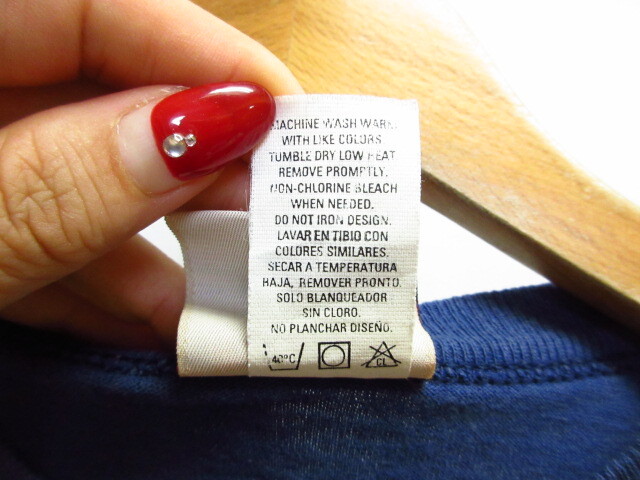 MACHINE WASH WARM
WITH LIKE COLORS
TUMBLE DRY LOW HEAT
REMOVE PROMPTLY.
NON-CHLORINE BLEACH
WHEN NEEDED.
DO NOT IRON DESIGN.
LAVAR EN TIBIO CON
COLORES SIMILARES.
SECAR A TEMPERATURA
BAJA, REMOVER PRONTO.
SOLO BLANQUEADOR
SIN CLORO.
NO PLANCHAR DISEÑO.
40°C CL